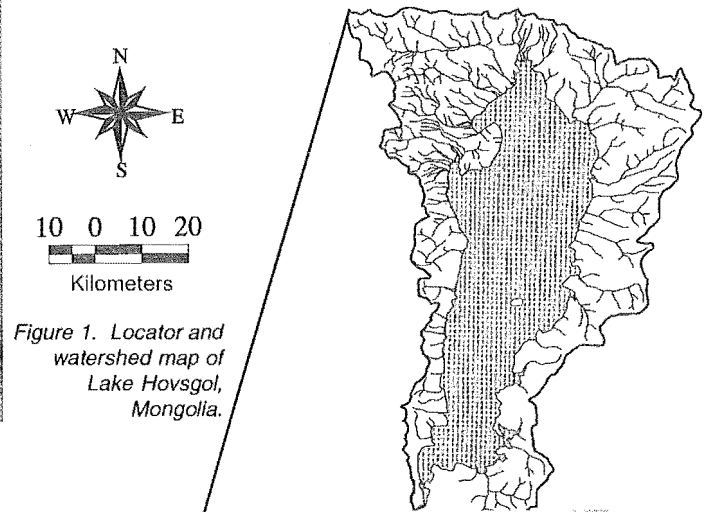 N
W E
S
10 0 10 20
Kilometers
Figure 1. Locator and
watershed map of
Lake Hovsgol,
Mongolia.